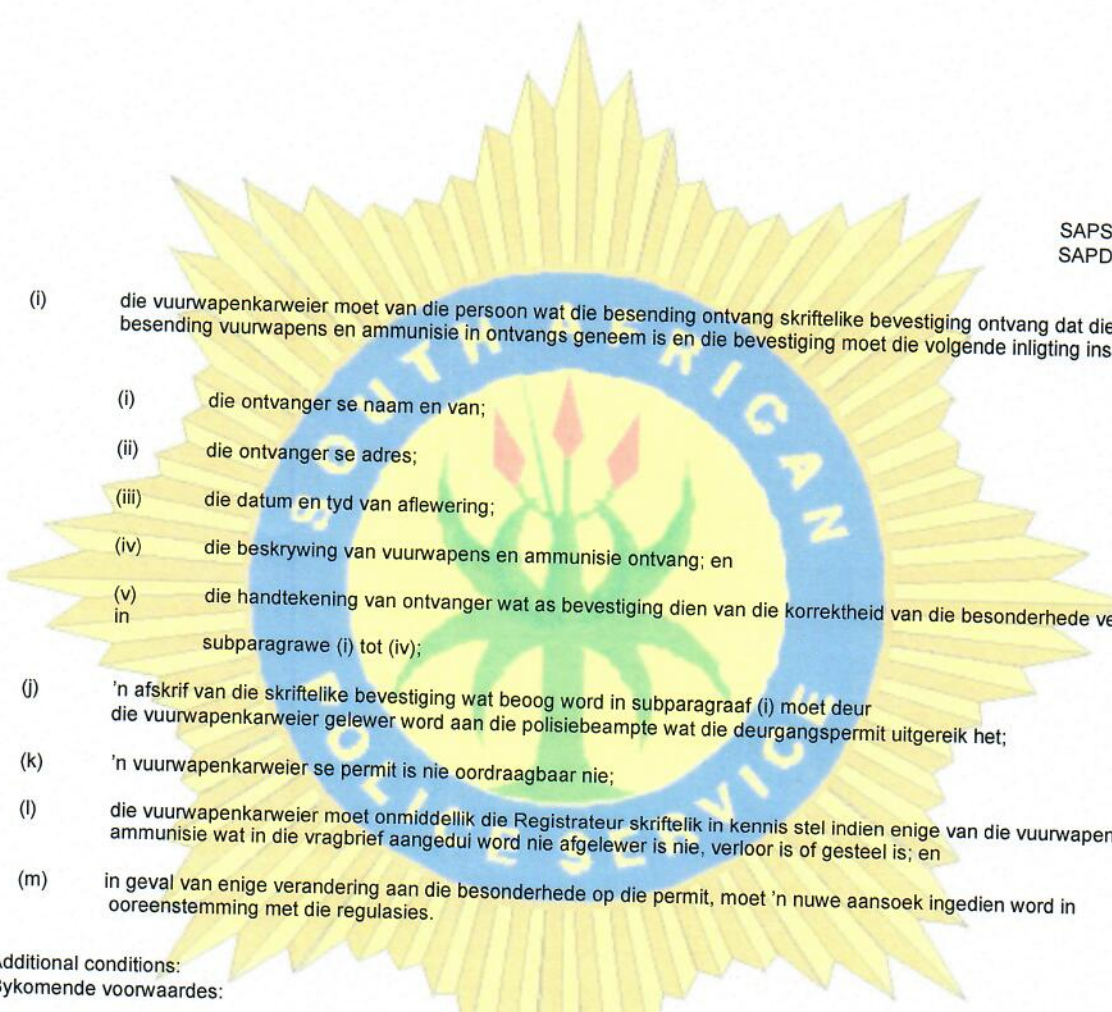 SAPS
SAPD
(i) die vuurwapenkarweier moet van die persoon wat die besending ontvang skriftelike bevestiging ontvang dat die
besending vuurwapens en ammunisie in ontvangs geneem is en die bevestiging moet die volgende inligting ins
(i) die ontvanger se naam en van;
(ii) die ontvanger se adres;
(iii) die datum en tyd van aflewering;
(iv) die beskrywing van vuurwapens en ammunisie ontvang; en
(v) die handtekening van ontvanger wat as bevestiging dien van die korrektheid van die besonderhede ve
in
subparagrawe (i) tot (iv);
(j) 'n afskrif van die skriftelike bevestiging wat beoog word in subparagraaf (i) moet deur
die vuurwapenkarweier gelewer word aan die polisiebeampte wat die deurgangspermit uitgereik het;
(k) 'n vuurwapenkarweier se permit is nie oordraagbaar nie;
(l) die vuurwapenkarweier moet onmiddellik die Registrateur skriftelik in kennis stel indien enige van die vuurwapen
ammunisie wat in die vragbrief aangedui word nie afgelewer is nie, verloor is of gesteel is; en
(m) in geval van enige verandering aan die besonderhede op die permit, moet 'n nuwe aansoek ingedien word in
ooreenstemming met die regulasies.
Additional conditions:
Bykomende voorwaardes:
SOUTH AFRICAN
POLICE SERVICE